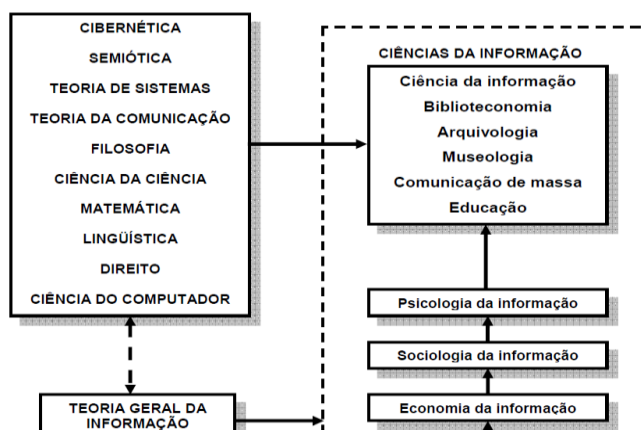 CIBERNÉTICA
SEMIÓTICA
TEORIA DE SISTEMAS
TEORIA DA COMUNICAÇÃO
FILOSOFIA
CIÊNCIA DA CIÊNCIA
MATEMÁTICA
LINGÜÍSTICA
DIREITO
CIÊNCIA DO COMPUTADOR
TEORIA GERAL DA
INFORMAÇÃO
CIÊNCIAS DA INFORMAÇÃO
Ciência da informação
Biblioteconomia
Arquivologia
Museologia
Comunicação de massa
Educação
Psicologia da informação
Sociologia da informação
Economia da informação